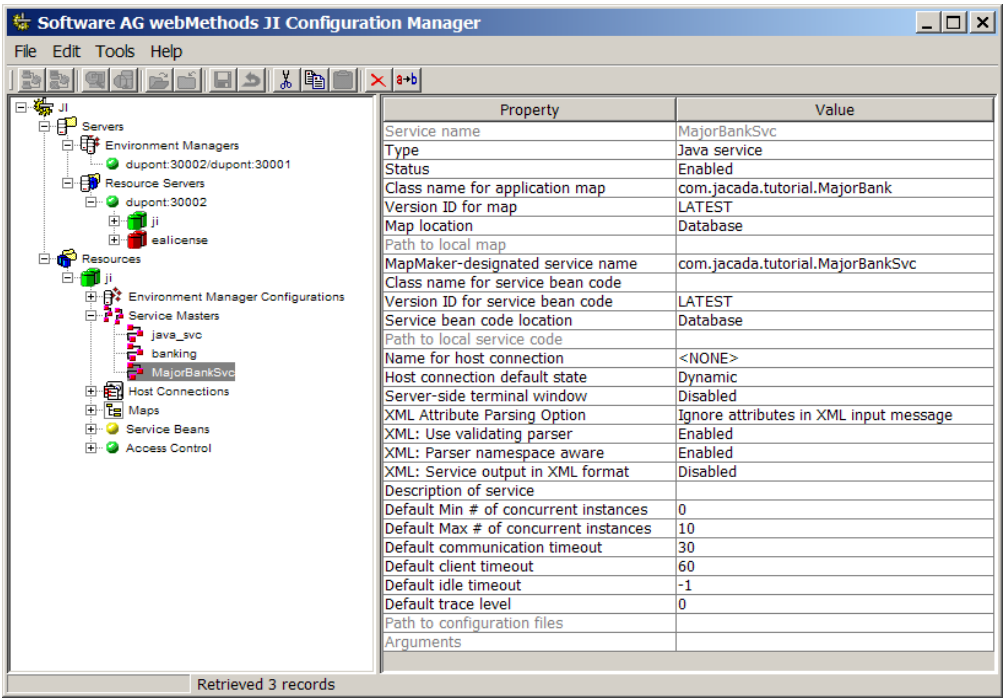 Software AG webMethods JI Configuration Manager
File Edit Tools Help
a→b
JI
Servers
Environment Managers
dupont:30002/dupont:30001
Resource Servers
dupont:30002
ji
ealicense
Resources
ji
Environment Manager Configurations
Service Masters
java_svc
banking
MajorBankSvc
Host Connections
Maps
Service Beans
Access Control
Property Value
Service name MajorBankSvc
Type Java service
Status Enabled
Class name for application map com.jacada.tutorial.MajorBank
Version ID for map LATEST
Map location Database
Path to local map
MapMaker-designated service name com.jacada.tutorial.MajorBankSvc
Class name for service bean code
Version ID for service bean code LATEST
Service bean code location Database
Path to local service code
Name for host connection <NONE>
Host connection default state Dynamic
Server-side terminal window Disabled
XML Attribute Parsing Option Ignore attributes in XML input message
XML: Use validating parser Enabled
XML: Parser namespace aware Enabled
XML: Service output in XML format Disabled
Description of service
Default Min # of concurrent instances 0
Default Max # of concurrent instances 10
Default communication timeout 30
Default client timeout 60
Default idle timeout -1
Default trace level 0
Path to configuration files
Arguments
Retrieved 3 records